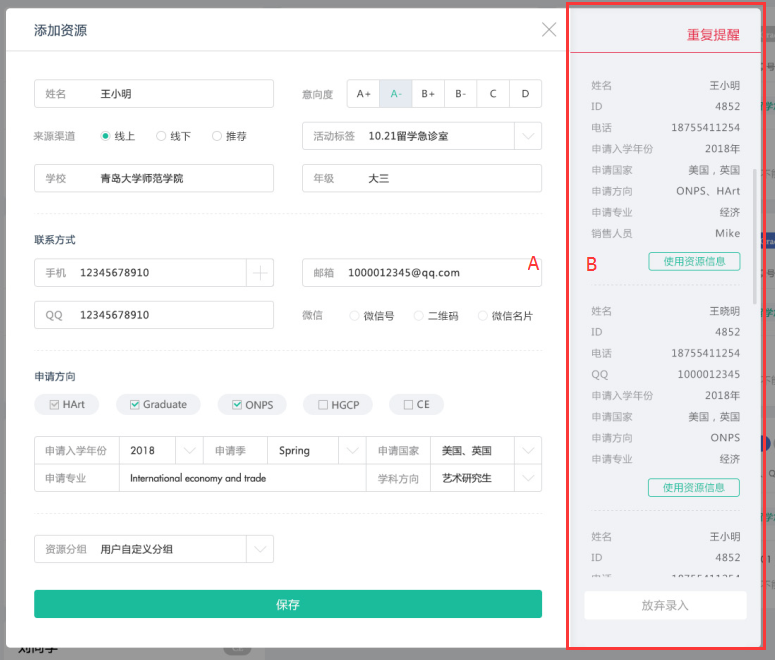 添加资源
姓名 王小明 意向度 A+ A- B+ B- C D
来源渠道 线上 线下 推荐 活动标签 10.21留学急诊室
学校 青岛大学师范学院 年级 大三
联系方式
手机 12345678910 邮箱 1000012345@qq.com A
QQ 12345678910 微信 微信号 二维码 微信名片
申请方向
HArt Graduate ONPS HGCP CE
申请入学年份 2018 申请季 Spring 申请国家 美国、英国
申请专业 International economy and trade 学科方向 艺术研究生
资源分组 用户自定义分组
保存
重复提醒
姓名 王小明
ID 4852
电话 18755411254
申请入学年份 2018年
申请国家 美国，英国
申请方向 ONPS、HArt
申请专业 经济
销售人员 Mike
B 使用资源信息
姓名 王晓明
ID 4852
电话 18755411254
QQ 1000012345
申请入学年份 2018年
申请国家 美国，英国
申请方向 ONPS
申请专业 经济
使用资源信息
姓名 王小明
ID 4852
电话 18755411254
放弃录入